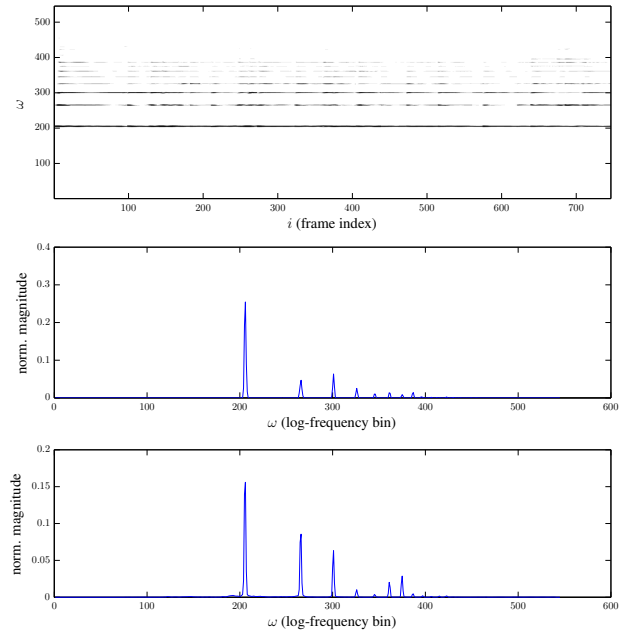 500
400
300
200
100
ω
100 200 300 400 500 600 700
i (frame index)
0.4
0.3
0.2
0.1
0
norm. magnitude
0 100 200 300 400 500 600
ω (log-frequency bin)
0.2
0.15
0.1
0.05
0
norm. magnitude
0 100 200 300 400 500 600
ω (log-frequency bin)